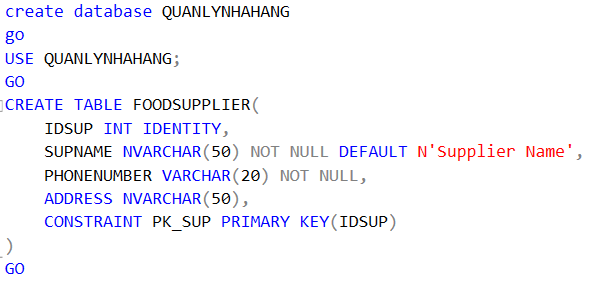 create database QUANLYNHAHANG
go
USE QUANLYNHAHANG;
GO
CREATE TABLE FOODSUPPLIER(
    IDSUP INT IDENTITY,
    SUPNAME NVARCHAR(50) NOT NULL DEFAULT N'Supplier Name',
    PHONENUMBER VARCHAR(20) NOT NULL,
    ADDRESS NVARCHAR(50),
    CONSTRAINT PK_SUP PRIMARY KEY(IDSUP)
)
GO